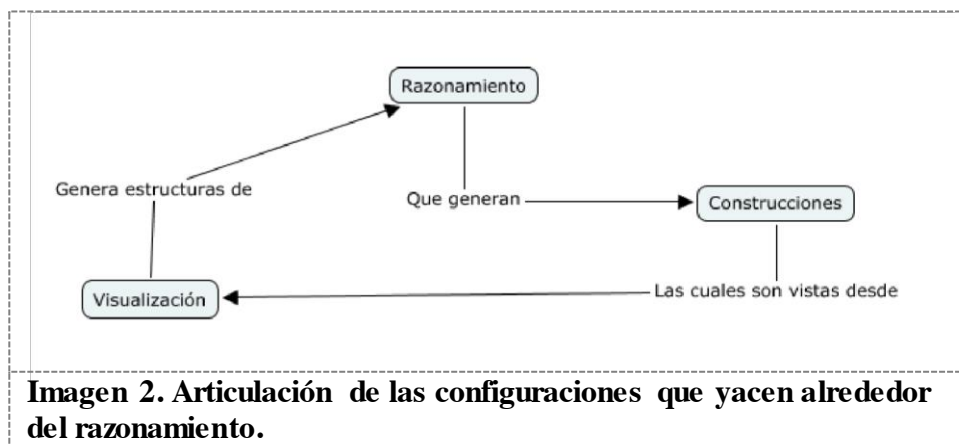 Razonamiento
Genera estructuras de
Que generan
Construcciones
Visualización
Las cuales son vistas desde
Imagen 2. Articulación de las configuraciones que yacen alrededor
del razonamiento.